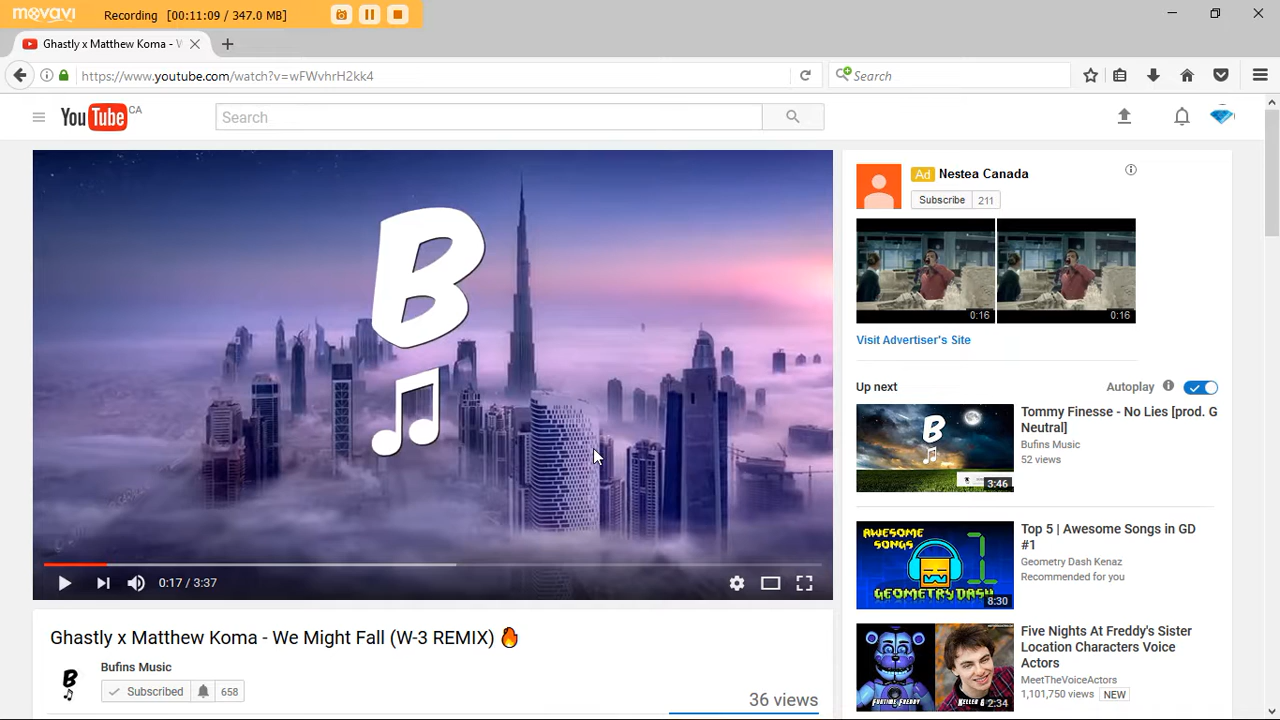 movavi
Recording [00:11:09 / 347.0 MB]
Ghastly x Matthew Koma - W
https://www.youtube.com/watch?v=wFWvhrH2kk4
Search
YouTube CA
Search
B
Ad Nestea Canada
Subscribe 211
0:16
0:16
Visit Advertiser's Site
Up next
Autoplay
B
3:46
Tommy Finesse - No Lies [prod. G
Neutral]
Bufins Music
52 views
AWESOME
SONGS
1
GEOMETRY DASH
8:30
Top 5 | Awesome Songs in GD
#1
Geometry Dash Kenaz
Recommended for you
FUNTIME FREDDY
2:34
Five Nights At Freddy's Sister
Location Characters Voice
Actors
MeetTheVoiceActors
1,101,750 views NEW
0:17 / 3:37
Ghastly x Matthew Koma - We Might Fall (W-3 REMIX) 🔥
B
Bufins Music
Subscribed 658
36 views